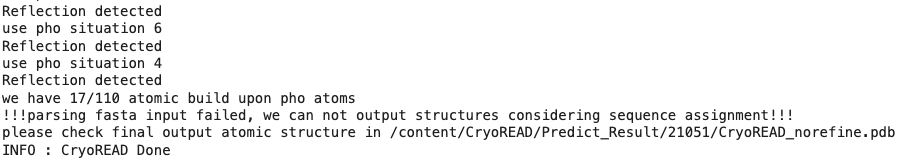 Reflection detected
use pho situation 6
Reflection detected
use pho situation 4
Reflection detected
we have 17/110 atomic build upon pho atoms
!!!parsing fasta input failed, we can not output structures considering sequence assignment!!!
please check final output atomic structure in /content/CryoREAD/Predict_Result/21051/CryoREAD_norefine.pdb
INFO : CryoREAD Done